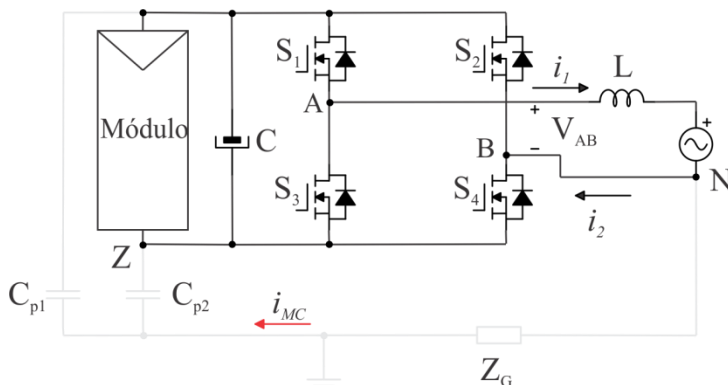 S1
S2
i1
L
A
+
+
Módulo
C
VAB
B
−
N
S3
S4
i2
Z
Cp1
Cp2
iMC
ZG